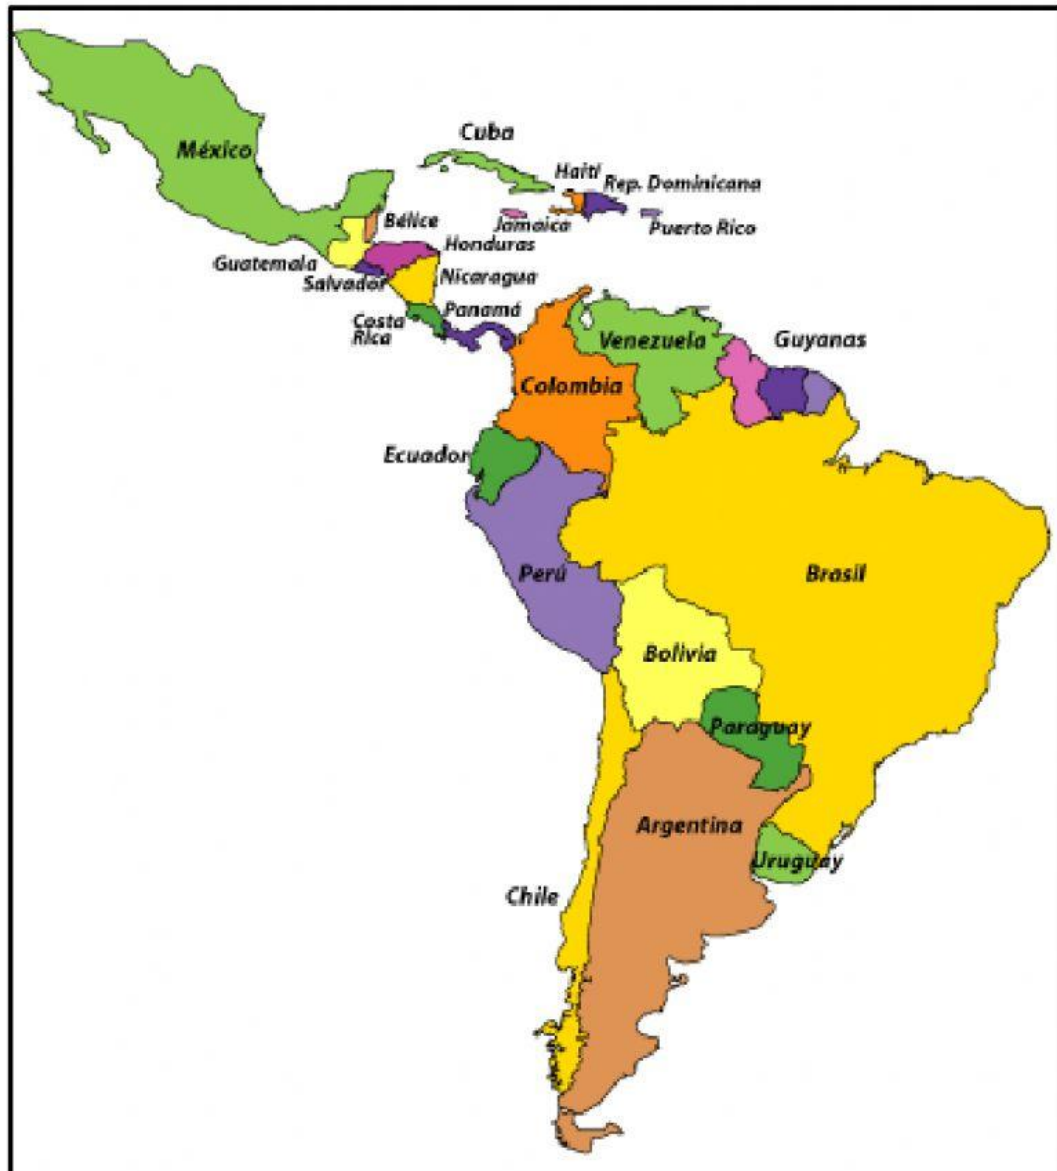 México
Cuba
Haití
Rep. Dominicana
Jamaica
Puerto Rico
Bélice
Honduras
Guatemala
Salvador
Nicaragua
Costa
Rica
Panamá
Venezuela
Guyanas
Colombia
Ecuador
Perú
Brasil
Bolivia
Paraguay
Argentina
Uruguay
Chile